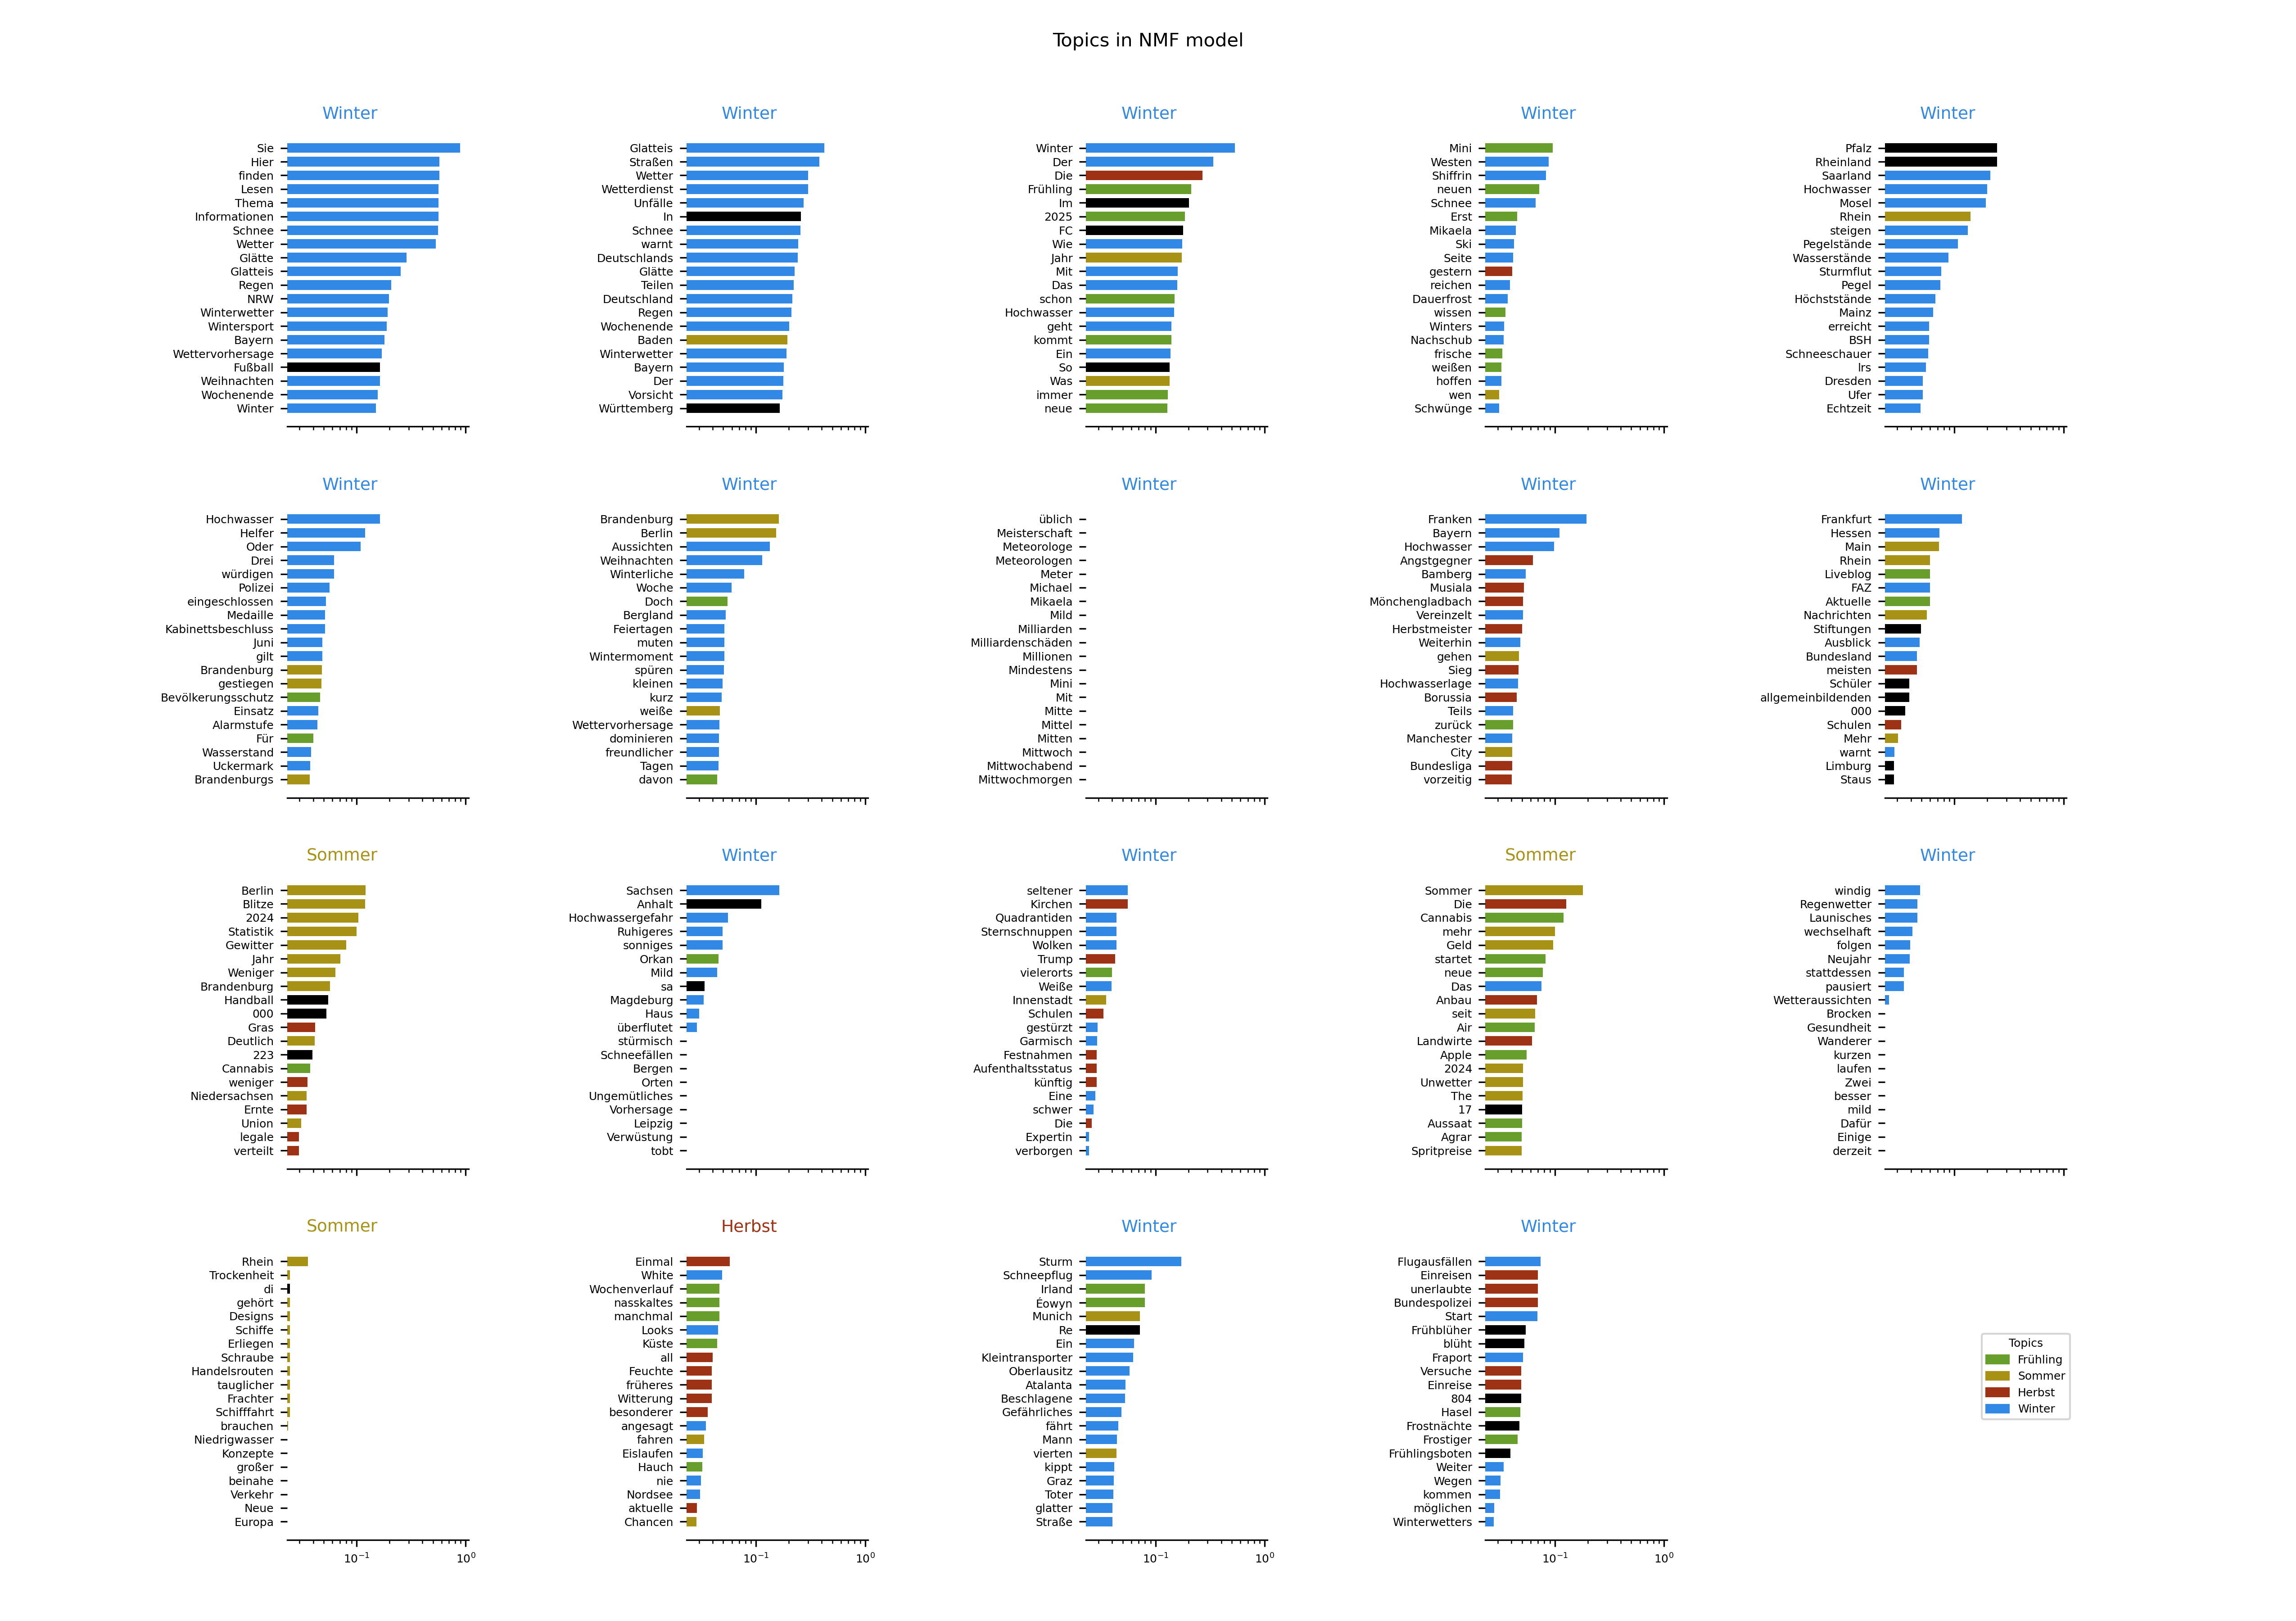 Topics in NMF model
Winter
Sie
Hier
finden
Lesen
Thema
Informationen
Schnee
Wetter
Glätte
Glatteis
Regen
NRW
Winterwetter
Wintersport
Bayern
Wettervorhersage
Fußball
Weihnachten
Wochenende
Winter
Winter
Glatteis
Straßen
Wetter
Wetterdienst
Unfälle
In
Schnee
warnt
Deutschlands
Glätte
Teilen
Deutschland
Regen
Wochenende
Baden
Winterwetter
Bayern
Der
Vorsicht
Württemberg
Winter
Winter
Der
Die
Frühling
Im
2025
FC
Wie
Jahr
Mit
Das
schon
Hochwasser
geht
kommt
Ein
So
Was
immer
neue
Winter
Mini
Westen
Shiffrin
neuen
Schnee
Erst
Mikaela
Ski
Seite
gestern
reichen
Dauerfrost
wissen
Winters
Nachschub
frische
weißen
hoffen
wen
Schwünge
Winter
Pfalz
Rheinland
Saarland
Hochwasser
Mosel
Rhein
steigen
Pegelstände
Wasserstände
Sturmflut
Pegel
Höchststände
Mainz
erreicht
BSH
Schneeschauer
Irs
Dresden
Ufer
Echtzeit
Winter
Hochwasser
Helfer
Oder
Drei
würdigen
Polizei
eingeschlossen
Medaille
Kabinettsbeschluss
Juni
gilt
Brandenburg
gestiegen
Bevölkerungsschutz
Einsatz
Alarmstufe
Für
Wasserstand
Uckermark
Brandenburgs
Winter
Brandenburg
Berlin
Aussichten
Weihnachten
Winterliche
Woche
Doch
Bergland
Feiertagen
muten
Wintermoment
spüren
kleinen
kurz
weiße
Wettervorhersage
dominieren
freundlicher
Tagen
davon
Winter
üblich
Meisterschaft
Meteorologe
Meteorologen
Meter
Michael
Mikaela
Mild
Milliarden
Milliardenschäden
Millionen
Mindestens
Mini
Mit
Mitte
Mittel
Mitten
Mittwoch
Mittwochabend
Mittwochmorgen
Winter
Franken
Bayern
Hochwasser
Angstgegner
Bamberg
Musiala
Mönchengladbach
Vereinzelt
Herbstmeister
Weiterhin
gehen
Sieg
Hochwasserlage
Borussia
Teils
zurück
Manchester
City
Bundesliga
vorzeitig
Winter
Frankfurt
Hessen
Main
Rhein
Liveblog
FAZ
Aktuelle
Nachrichten
Stiftungen
Ausblick
Bundesland
meisten
Schüler
allgemeinbildenden
000
Schulen
Mehr
warnt
Limburg
Staus
Sommer
Berlin
Blitze
2024
Statistik
Gewitter
Jahr
Weniger
Brandenburg
Handball
000
Gras
Deutlich
223
Cannabis
weniger
Niedersachsen
Ernte
Union
legale
verteilt
Winter
Sachsen
Anhalt
Hochwassergefahr
Ruhigeres
sonniges
Orkan
Mild
sa
Magdeburg
Haus
überflutet
stürmisch
Schneefällen
Bergen
Orten
Ungemütliches
Vorhersage
Leipzig
Verwüstung
tobt
Winter
seltener
Kirchen
Quadrantiden
Sternschnuppen
Wolken
Trump
vielerorts
Weiße
Innenstadt
Schulen
gestürzt
Garmisch
Festnahmen
Aufenthaltsstatus
künftig
Eine
schwer
Die
Expertin
verborgen
Sommer
Sommer
Die
Cannabis
mehr
Geld
startet
neue
Das
Anbau
seit
Air
Landwirte
Apple
2024
Unwetter
The
17
Aussaat
Agrar
Spritpreise
Winter
windig
Regenwetter
Launisches
wechselhaft
folgen
Neujahr
stattdessen
pausiert
Wetteraussichten
Brocken
Gesundheit
Wanderer
kurzen
laufen
Zwei
besser
mild
Dafür
Einige
derzeit
Sommer
Rhein
Trockenheit
di
gehört
Designs
Schiffe
Erliegen
Schraube
Handelsrouten
tauglicher
Frachter
Schifffahrt
brauchen
Niedrigwasser
Konzepte
großer
beinahe
Verkehr
Neue
Europa
10⁻¹ 10⁰
Herbst
Einmal
White
Wochenverlauf
nasskaltes
manchmal
Looks
Küste
all
Feuchte
früheres
Witterung
besonderer
angesagt
fahren
Eislaufen
Hauch
nie
Nordsee
aktuelle
Chancen
10⁻¹ 10⁰
Winter
Sturm
Schneepflug
Irland
Éowyn
Munich
Re
Ein
Kleintransporter
Oberlausitz
Atalanta
Beschlagene
Gefährliches
fährt
Mann
vierten
kippt
Graz
Toter
glatter
Straße
10⁻¹ 10⁰
Winter
Flugausfällen
Einreisen
unerlaubte
Bundespolizei
Start
Frühblüher
blüht
Fraport
Versuche
Einreise
804
Hasel
Frostnächte
Frostiger
Frühlingsboten
Weiter
Wegen
kommen
möglichen
Winterwetters
10⁻¹ 10⁰
Topics
Frühling
Sommer
Herbst
Winter